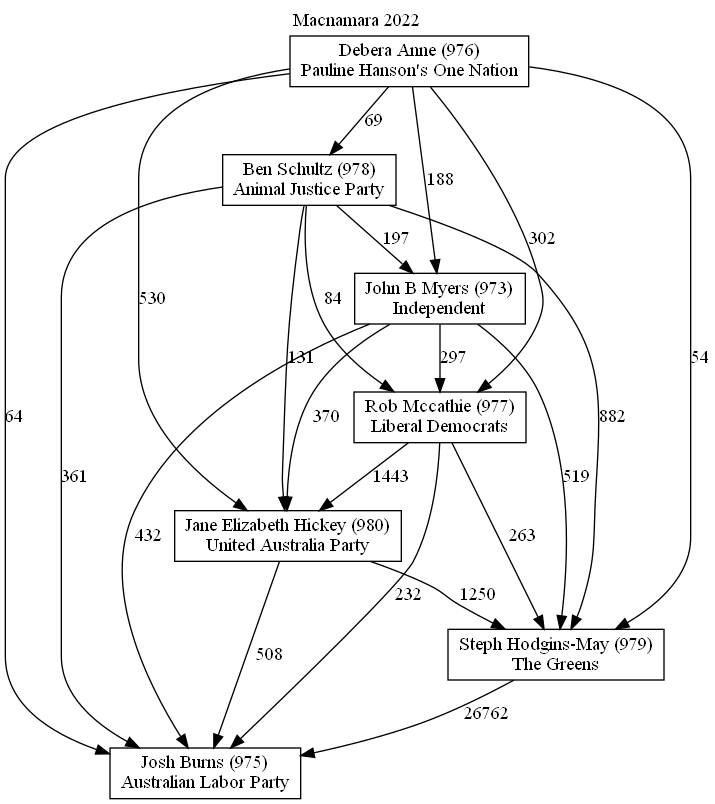 Macnamara 2022
Debera Anne (976)
Pauline Hanson's One Nation
69
Ben Schultz (978)
Animal Justice Party
188
197
302
John B Myers (973)
Independent
530
84
131
297
54
Rob Mccathie (977)
Liberal Democrats
64
370
882
361
1443
519
Jane Elizabeth Hickey (980)
United Australia Party
432
263
232
1250
508
Steph Hodgins-May (979)
The Greens
26762
Josh Burns (975)
Australian Labor Party